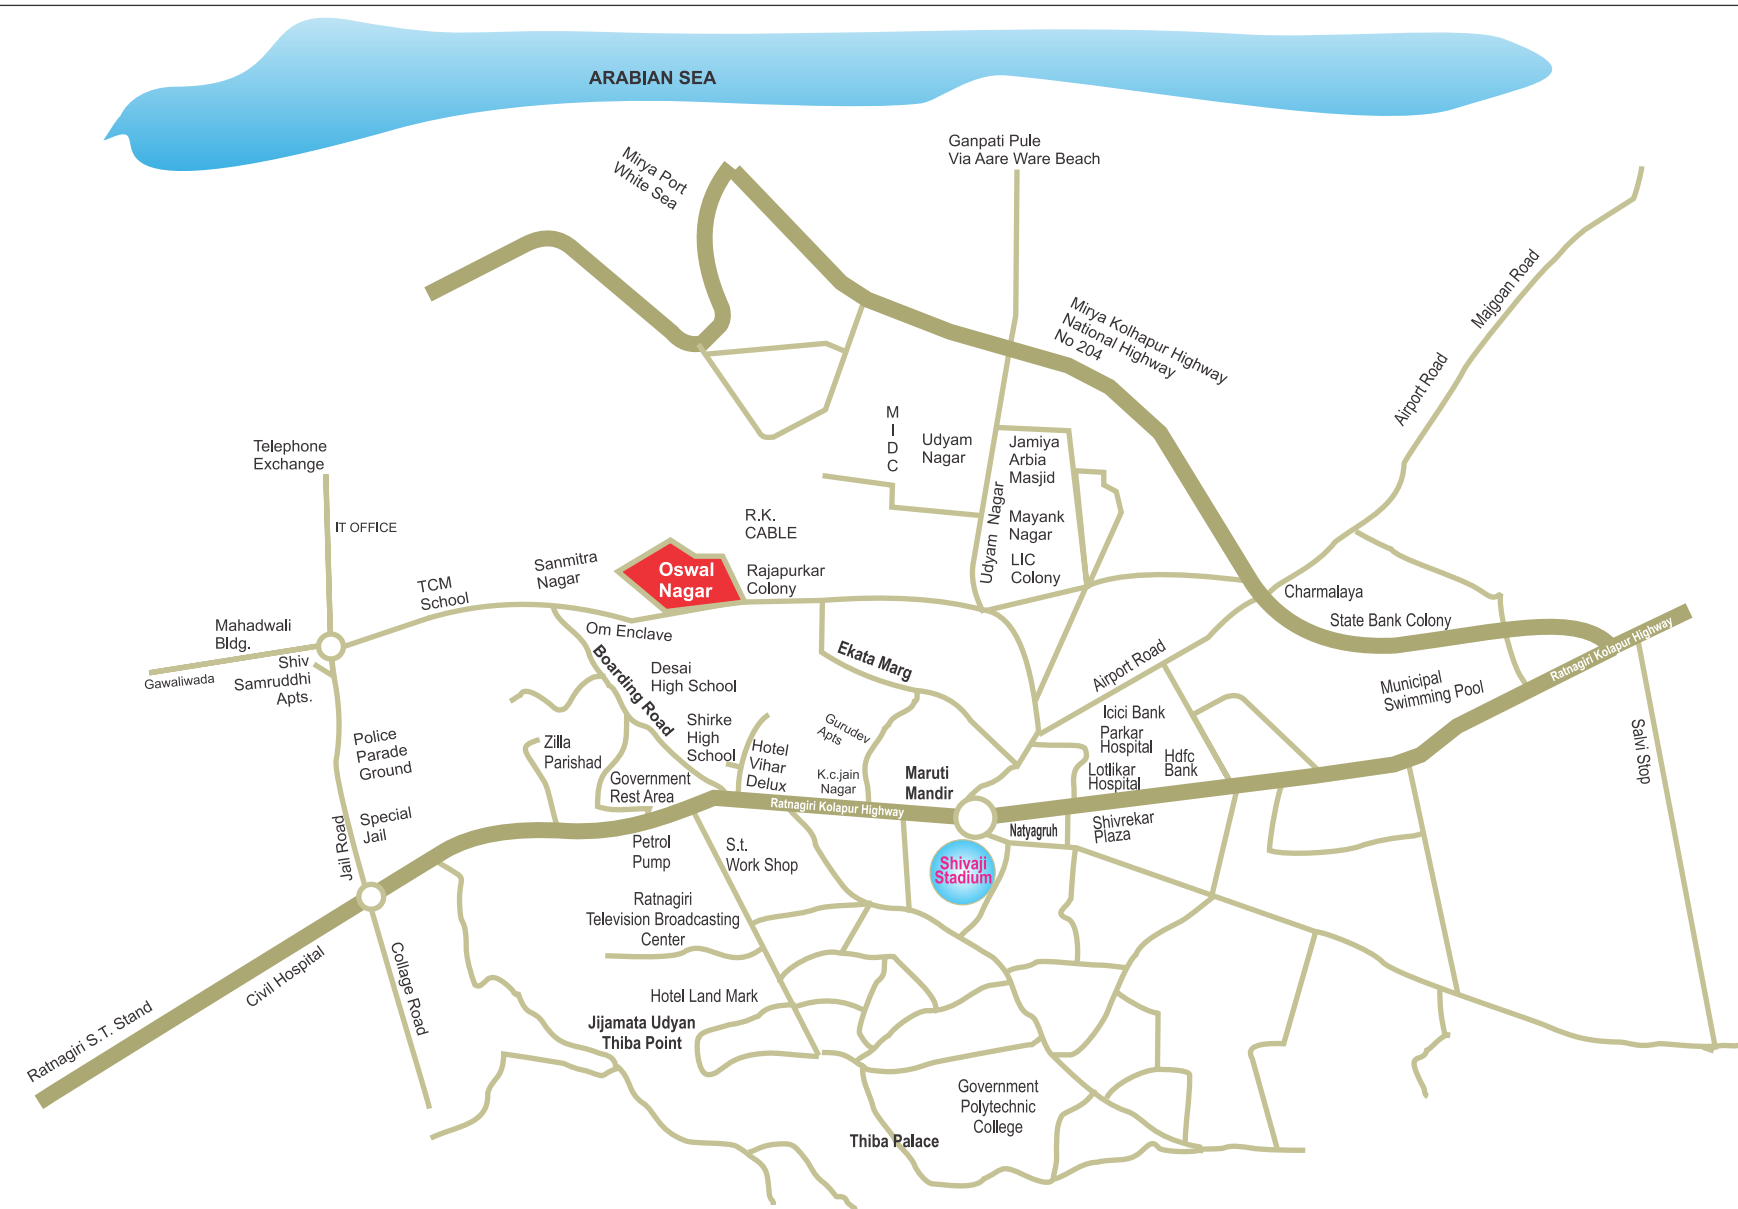 ARABIAN SEA
Ganpati Pule
Via Aare Ware Beach
Mirya Port
White Sea
Majgoan Road
Mirya Kolhapur Highway
National Highway
No 204
Airport Road
M
I
D
C
Udyam
Nagar
Jamiya
Arbia
Masjid
Telephone
Exchange
Udyam Nagar
Mayank
Nagar
R.K.
CABLE
IT OFFICE
LIC
Colony
Sanmitra
Nagar
Oswal
Nagar
Rajapurkar
Colony
TCM
School
Charmalaya
State Bank Colony
Mahadwali
Bldg.
Om Enclave
Ratnagiri Kolapur Highway
Ekata Marg
Boarding Road
Shiv
Samruddhi
Apts.
Gawaliwada
Desai
High School
Airport Road
Municipal
Swimming Pool
Icici Bank
Parkar
Hospital
Shirke
High
School
Gurudev
Apts
Salvi Stop
Police
Parade
Ground
Zilla
Parishad
Hotel
Vihar
Delux
Hdfc
Bank
Lotlikar
Hospital
Maruti
Mandir
K.c.jain
Nagar
Government
Rest Area
Ratnagiri Kolapur Highway
Special
Jail
Jail Road
Natyagruh
Shivrekar
Plaza
Petrol
Pump
S.t.
Work Shop
Shivaji
Stadium
Ratnagiri
Television Broadcasting
Center
Civil Hospital
Collage Road
Hotel Land Mark
Jijamata Udyan
Thiba Point
Ratnagiri S.T. Stand
Government
Polytechnic
College
Thiba Palace